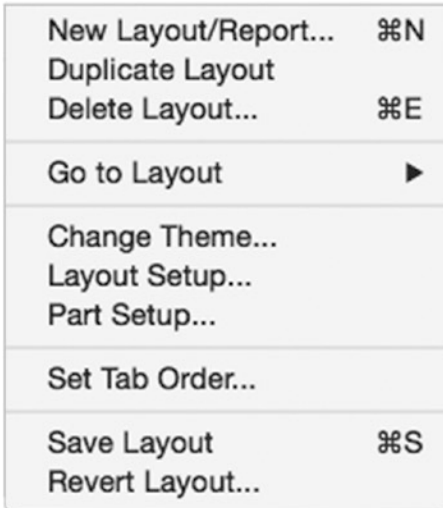 New Layout/Report... ⌘N
Duplicate Layout
Delete Layout... ⌘E
Go to Layout ▶
Change Theme...
Layout Setup...
Part Setup...
Set Tab Order...
Save Layout ⌘S
Revert Layout...